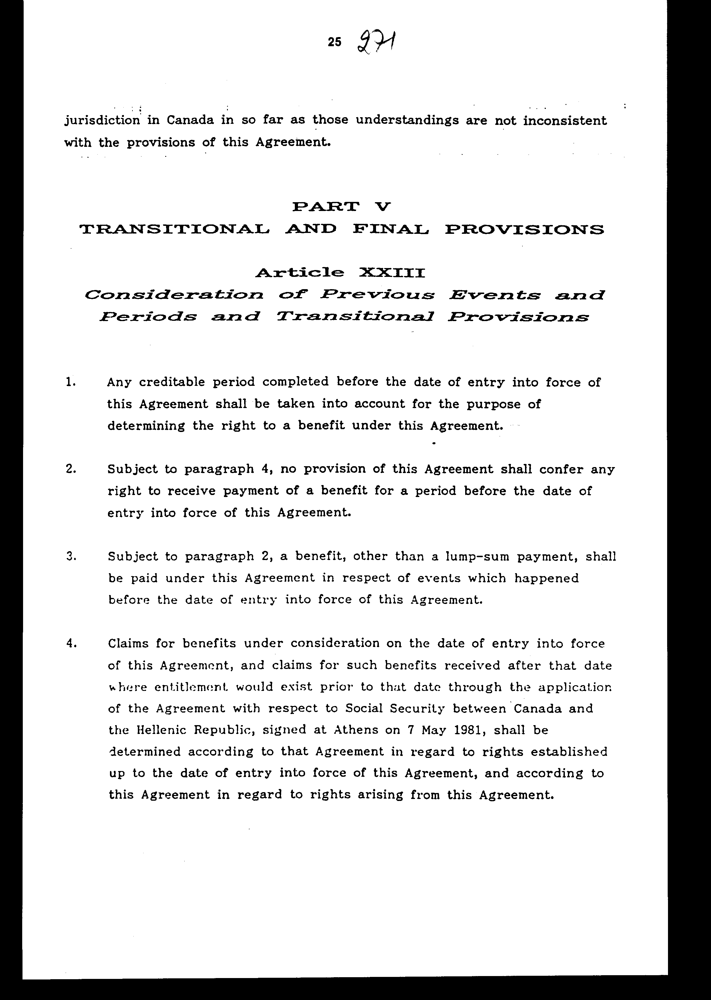 25 271
jurisdiction in Canada in so far as those understandings are not inconsistent
with the provisions of this Agreement.
PART V
TRANSITIONAL AND FINAL PROVISIONS
Article XXIII
Consideration of Previous Events and
Periods and Transitional Provisions
1. Any creditable period completed before the date of entry into force of
this Agreement shall be taken into account for the purpose of
determining the right to a benefit under this Agreement.
2. Subject to paragraph 4, no provision of this Agreement shall confer any
right to receive payment of a benefit for a period before the date of
entry into force of this Agreement.
3. Subject to paragraph 2, a benefit, other than a lump-sum payment, shall
be paid under this Agreement in respect of events which happened
before the date of entry into force of this Agreement.
4. Claims for benefits under consideration on the date of entry into force
of this Agreement, and claims for such benefits received after that date
where entitlement would exist prior to that date through the application
of the Agreement with respect to Social Security between Canada and
the Hellenic Republic, signed at Athens on 7 May 1981, shall be
determined according to that Agreement in regard to rights established
up to the date of entry into force of this Agreement, and according to
this Agreement in regard to rights arising from this Agreement.